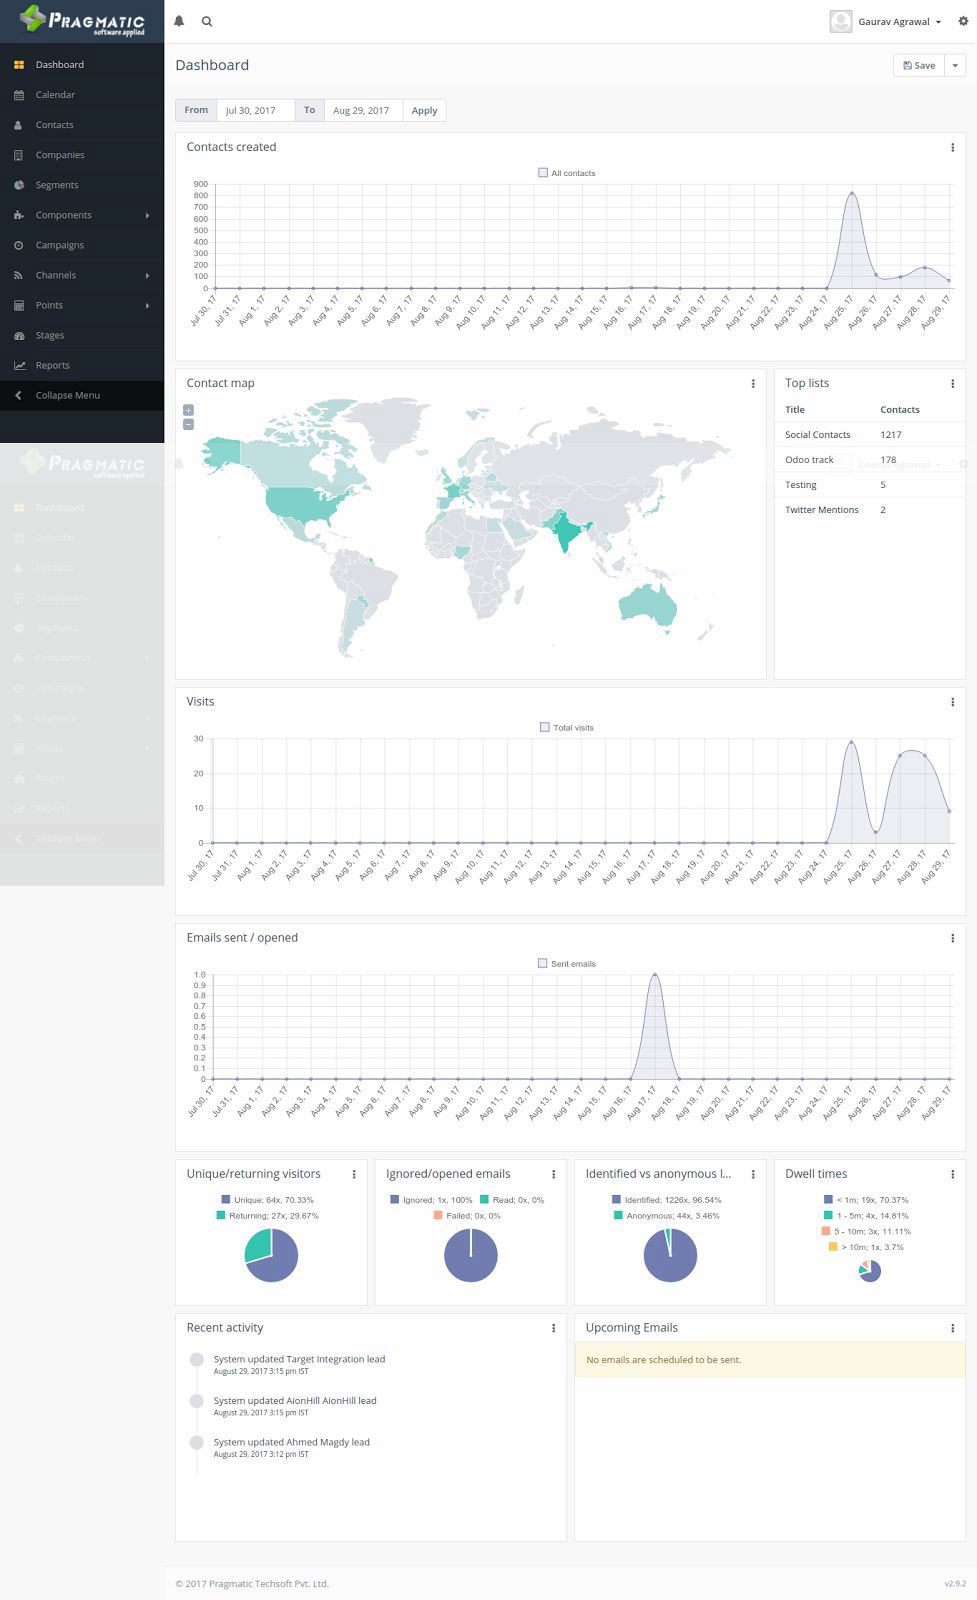 PRAGMATIC
software applied
Gaurav Agrawal
Dashboard
Calendar
Contacts
Companies
Segments
Components
Campaigns
Channels
Points
Stages
Reports
Collapse Menu
Dashboard
Save
From Jul 30, 2017 To Aug 29, 2017 Apply
Contacts created
All contacts
900
800
700
600
500
400
300
200
100
0
Jul 30, 17 Jul 31, 17 Aug 1, 17 Aug 2, 17 Aug 3, 17 Aug 4, 17 Aug 5, 17 Aug 6, 17 Aug 7, 17 Aug 8, 17 Aug 9, 17 Aug 10, 17 Aug 11, 17 Aug 12, 17 Aug 13, 17 Aug 14, 17 Aug 15, 17 Aug 16, 17 Aug 17, 17 Aug 18, 17 Aug 19, 17 Aug 20, 17 Aug 21, 17 Aug 22, 17 Aug 23, 17 Aug 24, 17 Aug 25, 17 Aug 26, 17 Aug 27, 17 Aug 28, 17 Aug 29, 17
Contact map
+
−
Top lists
Title Contacts
Social Contacts 1217
Odoo track 178
Testing 5
Twitter Mentions 2
PRAGMATIC
software applied
Gaurav Agrawal
Dashboard
Calendar
Contacts
Companies
Segments
Components
Campaigns
Channels
Points
Stages
Reports
Collapse Menu
Visits
Total visits
30
20
10
0
Jul 30, 17 Jul 31, 17 Aug 1, 17 Aug 2, 17 Aug 3, 17 Aug 4, 17 Aug 5, 17 Aug 6, 17 Aug 7, 17 Aug 8, 17 Aug 9, 17 Aug 10, 17 Aug 11, 17 Aug 12, 17 Aug 13, 17 Aug 14, 17 Aug 15, 17 Aug 16, 17 Aug 17, 17 Aug 18, 17 Aug 19, 17 Aug 20, 17 Aug 21, 17 Aug 22, 17 Aug 23, 17 Aug 24, 17 Aug 25, 17 Aug 26, 17 Aug 27, 17 Aug 28, 17 Aug 29, 17
Emails sent / opened
Sent emails
1.0
0.9
0.8
0.7
0.6
0.5
0.4
0.3
0.2
0.1
0
Jul 30, 17 Jul 31, 17 Aug 1, 17 Aug 2, 17 Aug 3, 17 Aug 4, 17 Aug 5, 17 Aug 6, 17 Aug 7, 17 Aug 8, 17 Aug 9, 17 Aug 10, 17 Aug 11, 17 Aug 12, 17 Aug 13, 17 Aug 14, 17 Aug 15, 17 Aug 16, 17 Aug 17, 17 Aug 18, 17 Aug 19, 17 Aug 20, 17 Aug 21, 17 Aug 22, 17 Aug 23, 17 Aug 24, 17 Aug 25, 17 Aug 26, 17 Aug 27, 17 Aug 28, 17 Aug 29, 17
Unique/returning visitors
Unique; 64x, 70.33%
Returning; 27x, 29.67%
Ignored/opened emails
Ignored; 1x, 100% Read; 0x, 0%
Failed; 0x, 0%
Identified vs anonymous l...
Identified; 1226x, 96.54%
Anonymous; 44x, 3.46%
Dwell times
< 1m; 19x, 70.37%
1 - 5m; 4x, 14.81%
5 - 10m; 3x, 11.11%
> 10m; 1x, 3.7%
Recent activity
System updated Target Integration lead
August 29, 2017 3:15 pm IST
System updated AionHill AionHill lead
August 29, 2017 3:15 pm IST
System updated Ahmed Magdy lead
August 29, 2017 3:12 pm IST
Upcoming Emails
No emails are scheduled to be sent.
© 2017 Pragmatic Techsoft Pvt. Ltd.
v2.9.2